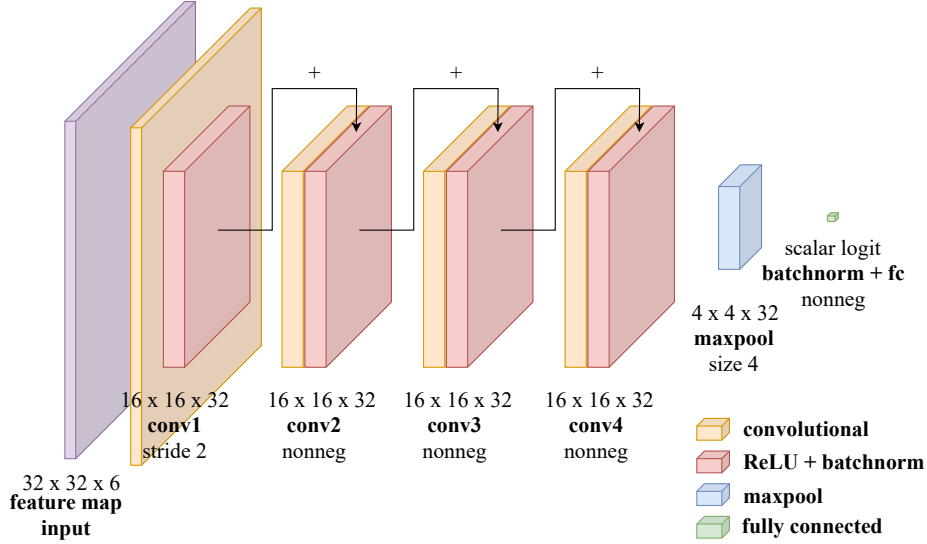 +
+
+
32 x 32 x 6
feature map
input
16 x 16 x 32
conv1
stride 2
16 x 16 x 32
conv2
nonneg
16 x 16 x 32
conv3
nonneg
16 x 16 x 32
conv4
nonneg
4 x 4 x 32
maxpool
size 4
scalar logit
batchnorm + fc
nonneg
convolutional
ReLU + batchnorm
maxpool
fully connected